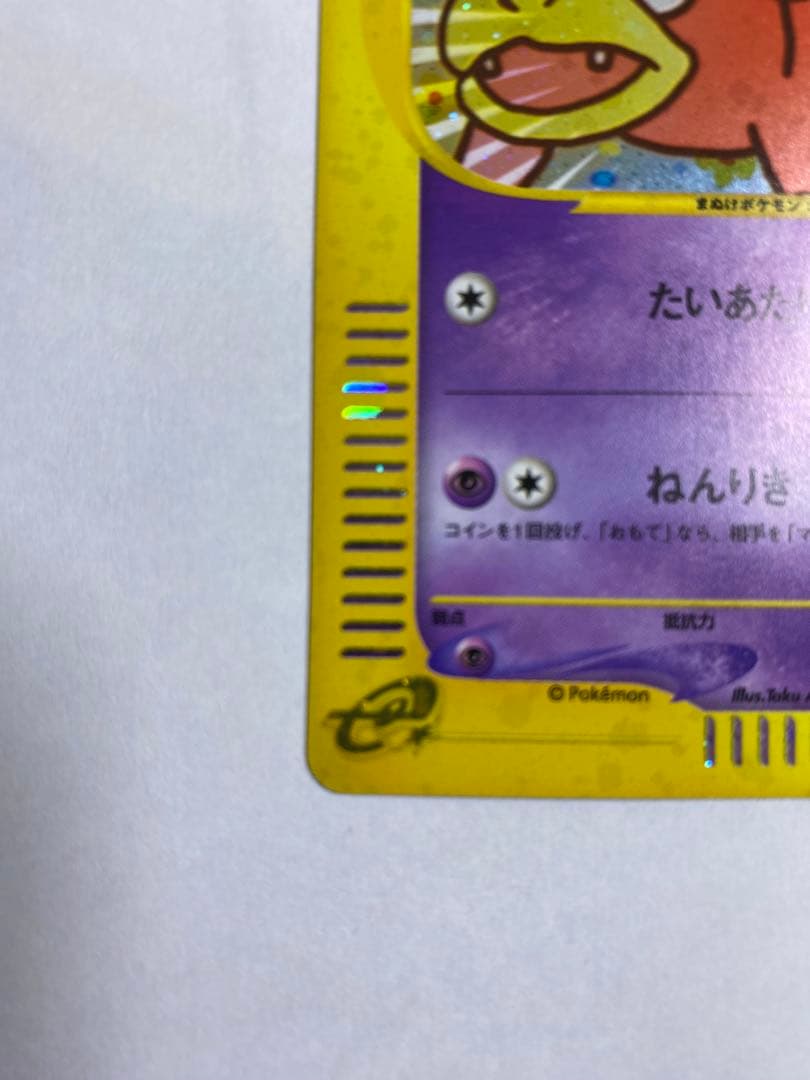 まぬけポケモン
たいあたり
ねんりき
コインを1回投げ、「おもて」なら、相手を「マ
弱点
抵抗力
© Pokémon
Illus.Taku
e